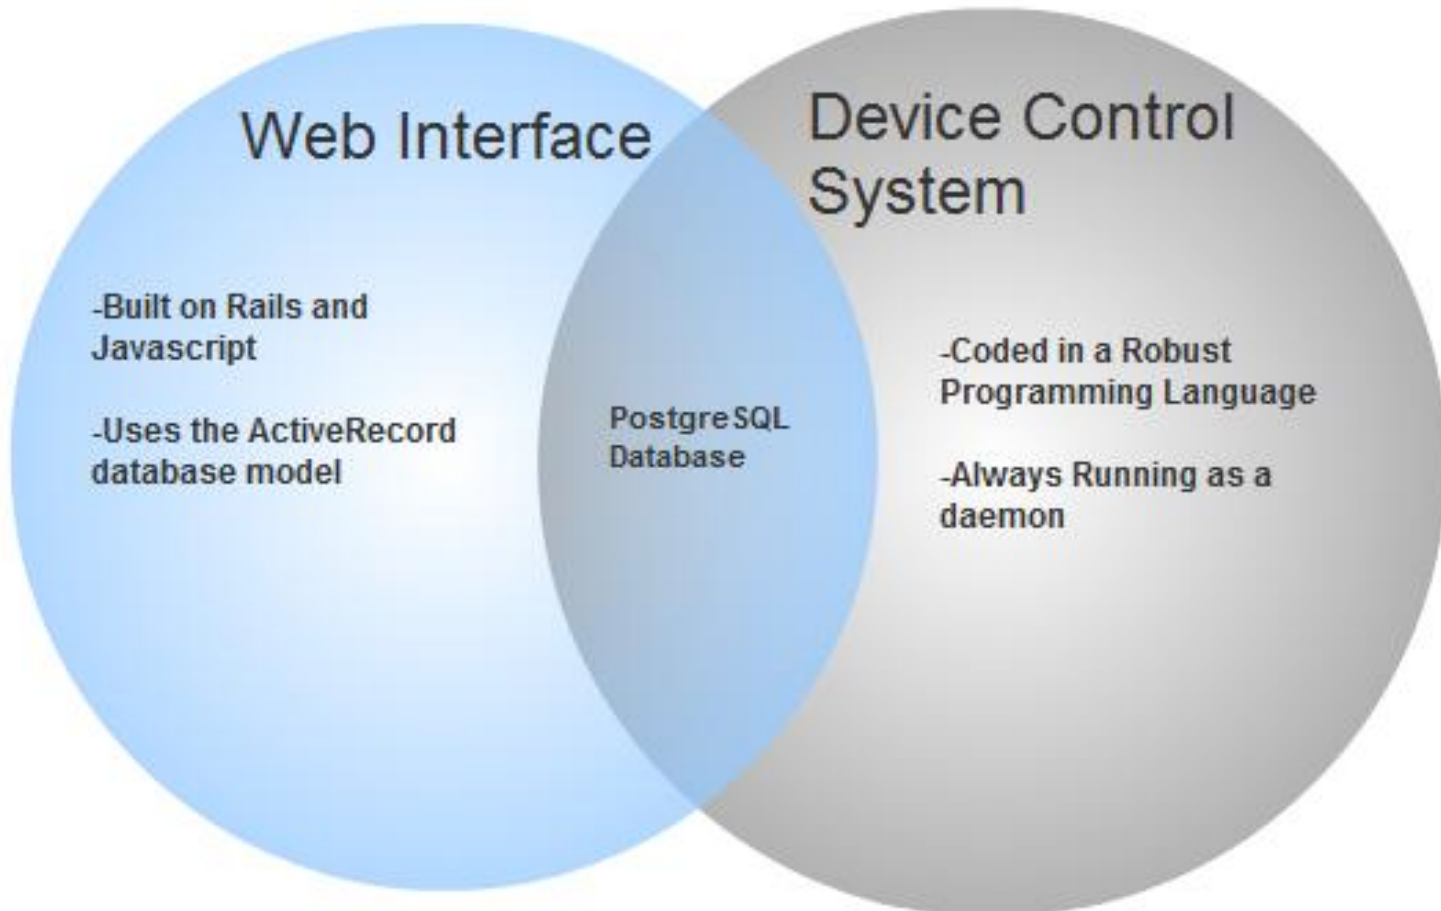 Web Interface
-Built on Rails and
Javascript
-Uses the ActiveRecord
database model
PostgreSQL
Database
Device Control
System
-Coded in a Robust
Programming Language
-Always Running as a
daemon